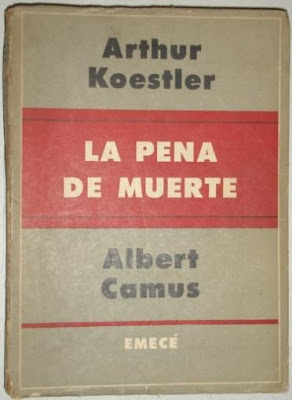 Arthur
Koestler
LA PENA
DE MUERTE
Albert
Camus
EMECÉ